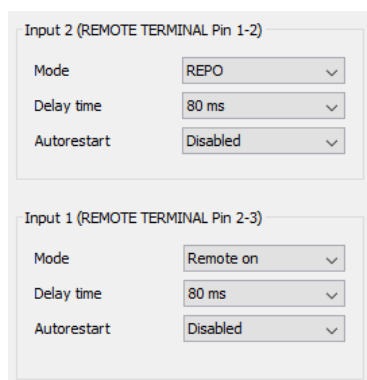 Input 2 (REMOTE TERMINAL Pin 1-2)
Mode REPO
Delay time 80 ms
Autorestart Disabled
Input 1 (REMOTE TERMINAL Pin 2-3)
Mode Remote on
Delay time 80 ms
Autorestart Disabled